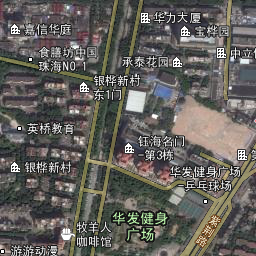 华力大厦
嘉信华庭
宝桦园
食膳坊中国
珠海NO.1
承泰花园
中立
银桦新村
东1门
英桥教育
钰海名门
-第3栋
银桦新村
华发健身广场
-乒乓球场
紫荆路
华发健身
广场
牧羊人
咖啡馆
游游动漫